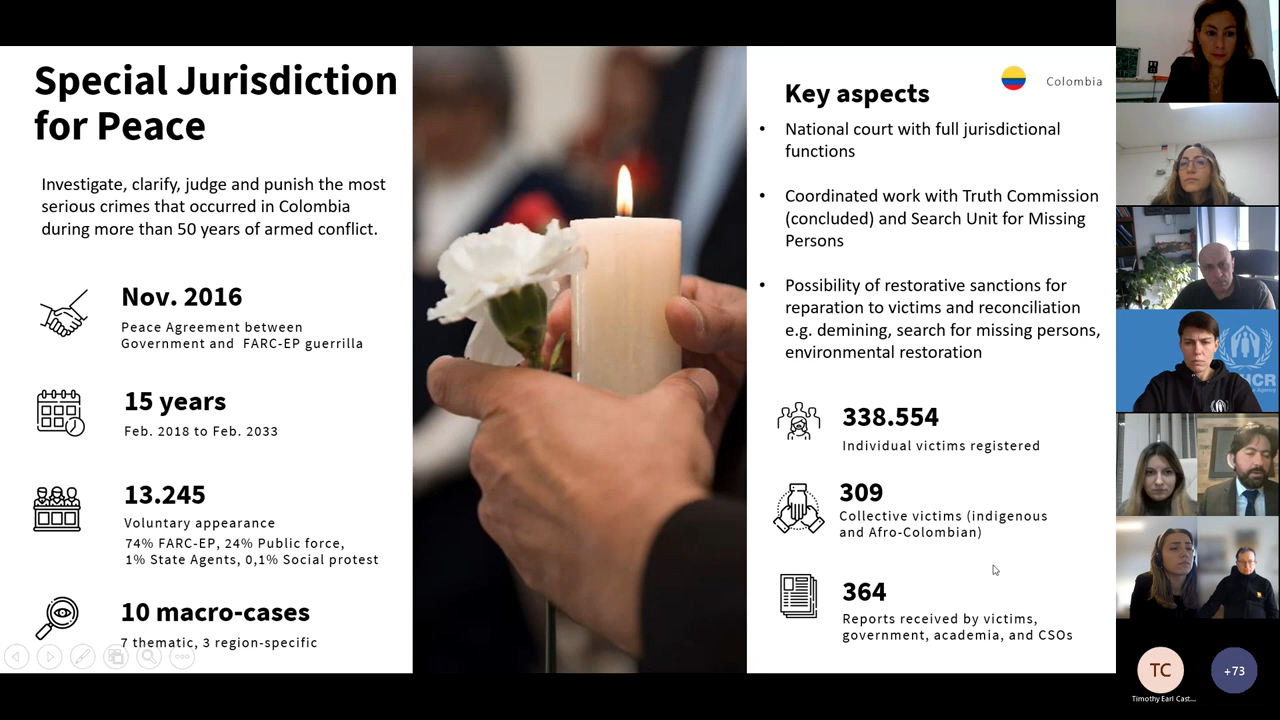 Special Jurisdiction
for Peace
Investigate, clarify, judge and punish the most
serious crimes that occurred in Colombia
during more than 50 years of armed conflict.
Nov. 2016
Peace Agreement between
Government and FARC-EP guerrilla
15 years
Feb. 2018 to Feb. 2033
13.245
Voluntary appearance
74% FARC-EP, 24% Public force,
1% State Agents, 0,1% Social protest
10 macro-cases
7 thematic, 3 region-specific
Colombia
Key aspects
• National court with full jurisdictional
functions
• Coordinated work with Truth Commission
(concluded) and Search Unit for Missing
Persons
• Possibility of restorative sanctions for
reparation to victims and reconciliation
e.g. demining, search for missing persons,
environmental restoration
338.554
Individual victims registered
309
Collective victims (indigenous
and Afro-Colombian)
364
Reports received by victims,
government, academia, and CSOs
TC
Timothy Earl Cast...
+73